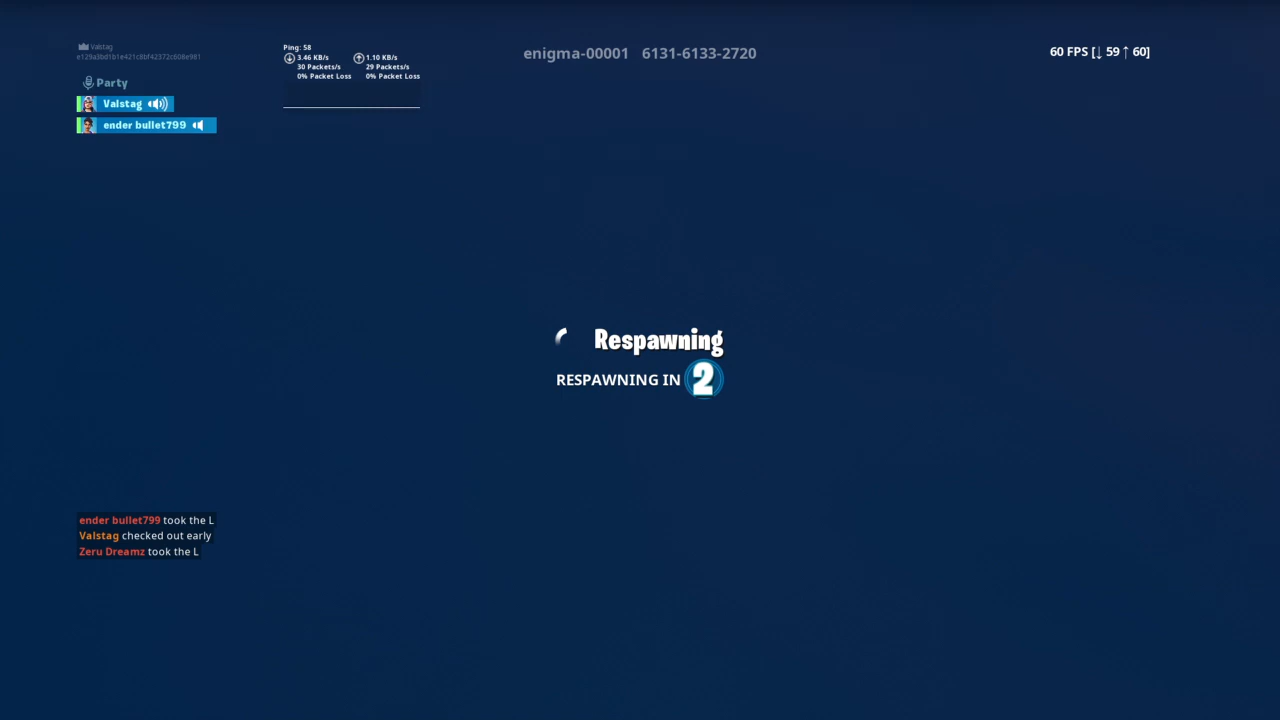 Valstag
e129a3bd1b1e421c8bf42372c608e981
Party
Valstag
ender bullet799
Ping: 58
3.46 KB/s 1.10 KB/s
30 Packets/s 29 Packets/s
0% Packet Loss 0% Packet Loss
enigma-00001 6131-6133-2720
60 FPS [↓ 59 ↑ 60]
Respawning
RESPAWNING IN 2
ender bullet799 took the L
Valstag checked out early
Zeru Dreamz took the L